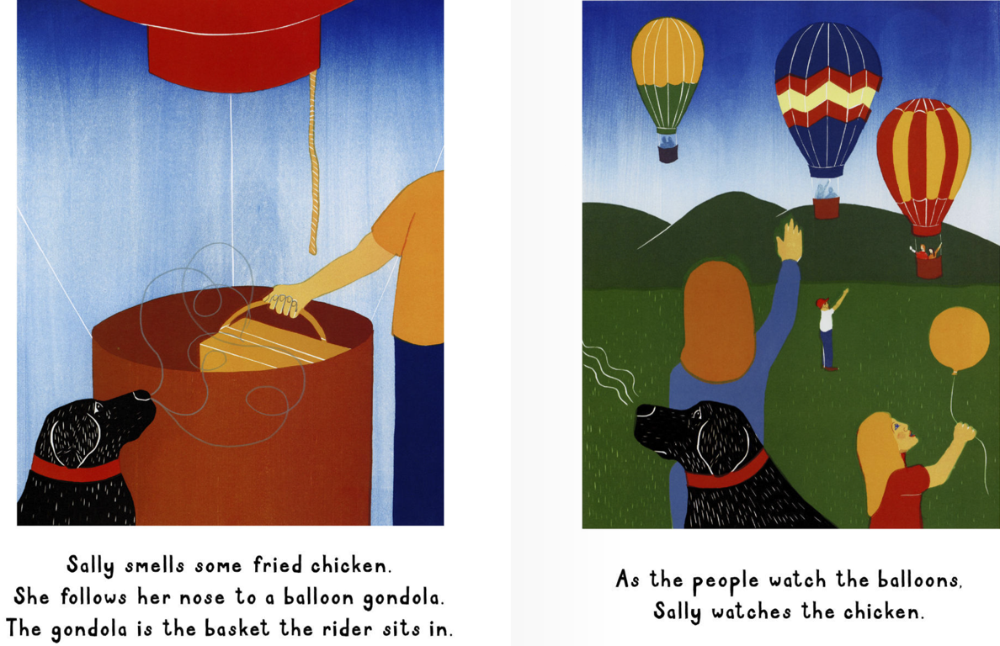 Sally smells some fried chicken.
She follows her nose to a balloon gondola.
The gondola is the basket the rider sits in.
As the people watch the balloons,
Sally watches the chicken.